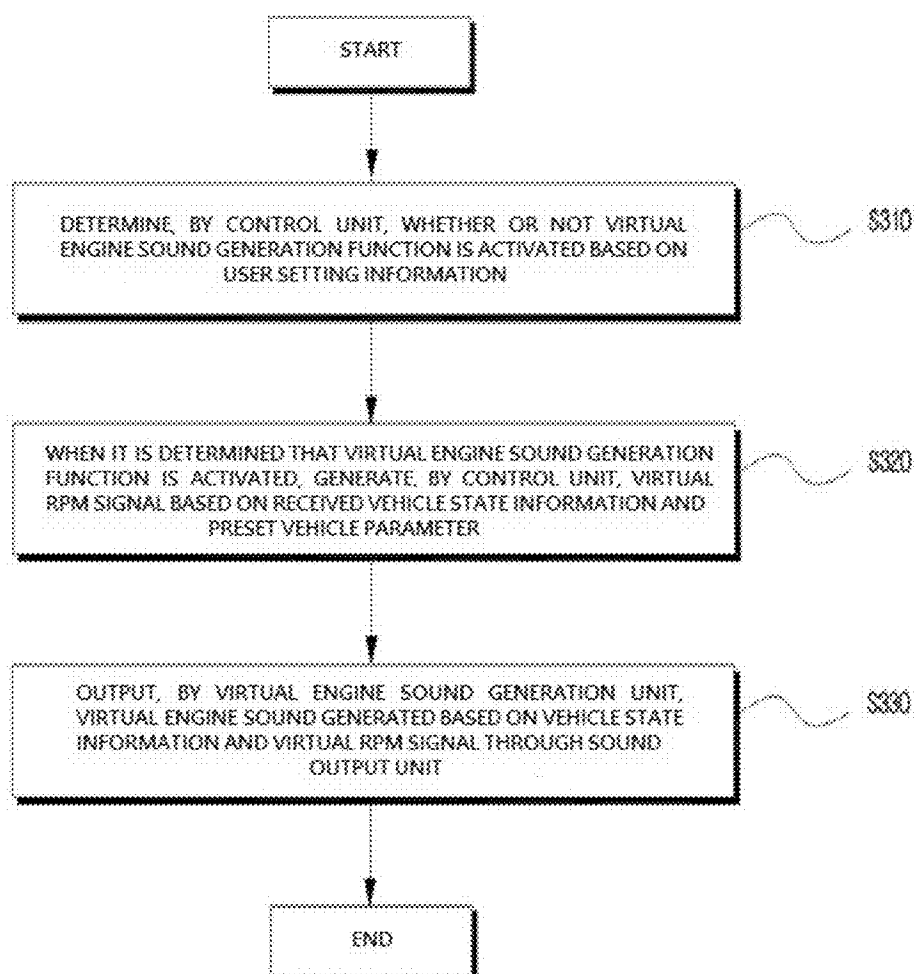 START
DETERMINE, BY CONTROL UNIT, WHETHER OR NOT VIRTUAL
ENGINE SOUND GENERATION FUNCTION IS ACTIVATED BASED ON
USER SETTING INFORMATION
S310
WHEN IT IS DETERMINED THAT VIRTUAL ENGINE SOUND GENERATION
FUNCTION IS ACTIVATED, GENERATE, BY CONTROL UNIT, VIRTUAL
RPM SIGNAL BASED ON RECEIVED VEHICLE STATE INFORMATION AND
PRESET VEHICLE PARAMETER
S320
OUTPUT, BY VIRTUAL ENGINE SOUND GENERATION UNIT,
VIRTUAL ENGINE SOUND GENERATED BASED ON VEHICLE STATE
INFORMATION AND VIRTUAL RPM SIGNAL THROUGH SOUND
OUTPUT UNIT
S330
END